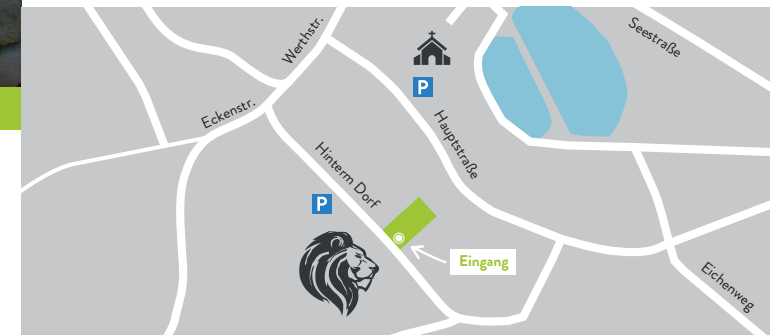 Werthstr.
Seestraße
P
Eckenstr.
Hauptstraße
Hinterm Dorf
P
Eingang
Eichenweg